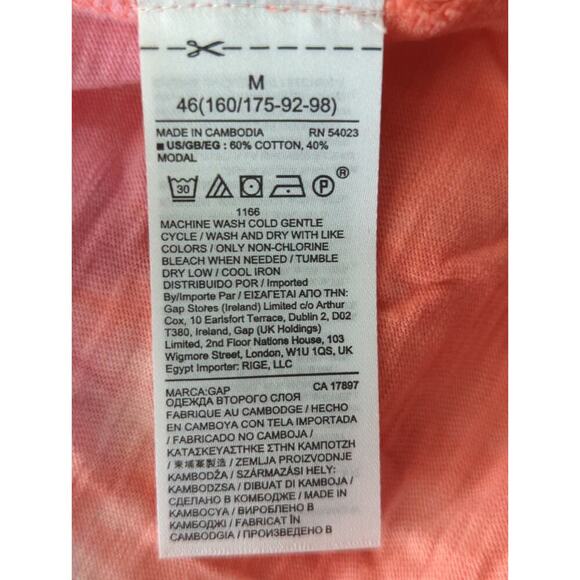 M
46(160/175-92-98)
MADE IN CAMBODIA RN 54023
■ US/GB/EG : 60% COTTON, 40%
MODAL
30 P ®
1166
MACHINE WASH COLD GENTLE
CYCLE / WASH AND DRY WITH LIKE
COLORS / ONLY NON-CHLORINE
BLEACH WHEN NEEDED / TUMBLE
DRY LOW / COOL IRON
DISTRIBUIDO POR / Imported
By/Importe Par / ΕΙΣΑΓΕΤΑΙ ΑΠΟ ΤΗΝ:
Gap Stores (Ireland) Limited c/o Arthur
Cox, 10 Earlsfort Terrace, Dublin 2, D02
T380, Ireland, Gap (UK Holdings)
Limited, 2nd Floor Nations House, 103
Wigmore Street, London, W1U 1QS, UK
Egypt Importer: RIGE, LLC
MARCA:GAP CA 17897
ОДЕЖДА ВТОРОГО СЛОЯ
FABRIQUE AU CAMBODGE / HECHO
EN CAMBOYA CON TELA IMPORTADA
/ FABRICADO NO CAMBOJA /
ΚΑΤΑΣΚΕΥΑΣΤΗΚΕ ΣΤΗΝ ΚΑΜΠΟΤΖΗ
/ 柬埔寨製造 / ZEMLJA PROIZVODNJE
KAMBODŽA / SZÁRMAZÁSI HELY:
KAMBODZSA / DIBUAT DI KAMBOJA /
СДЕЛАНО В КОМБОДЖЕ / MADE IN
KAMBOCYA / ВИРОБЛЕНО В
КАМБОДЖІ / FABRICAT ÎN
CAMBODGIA / ПРОИЗВЕДЕНО В